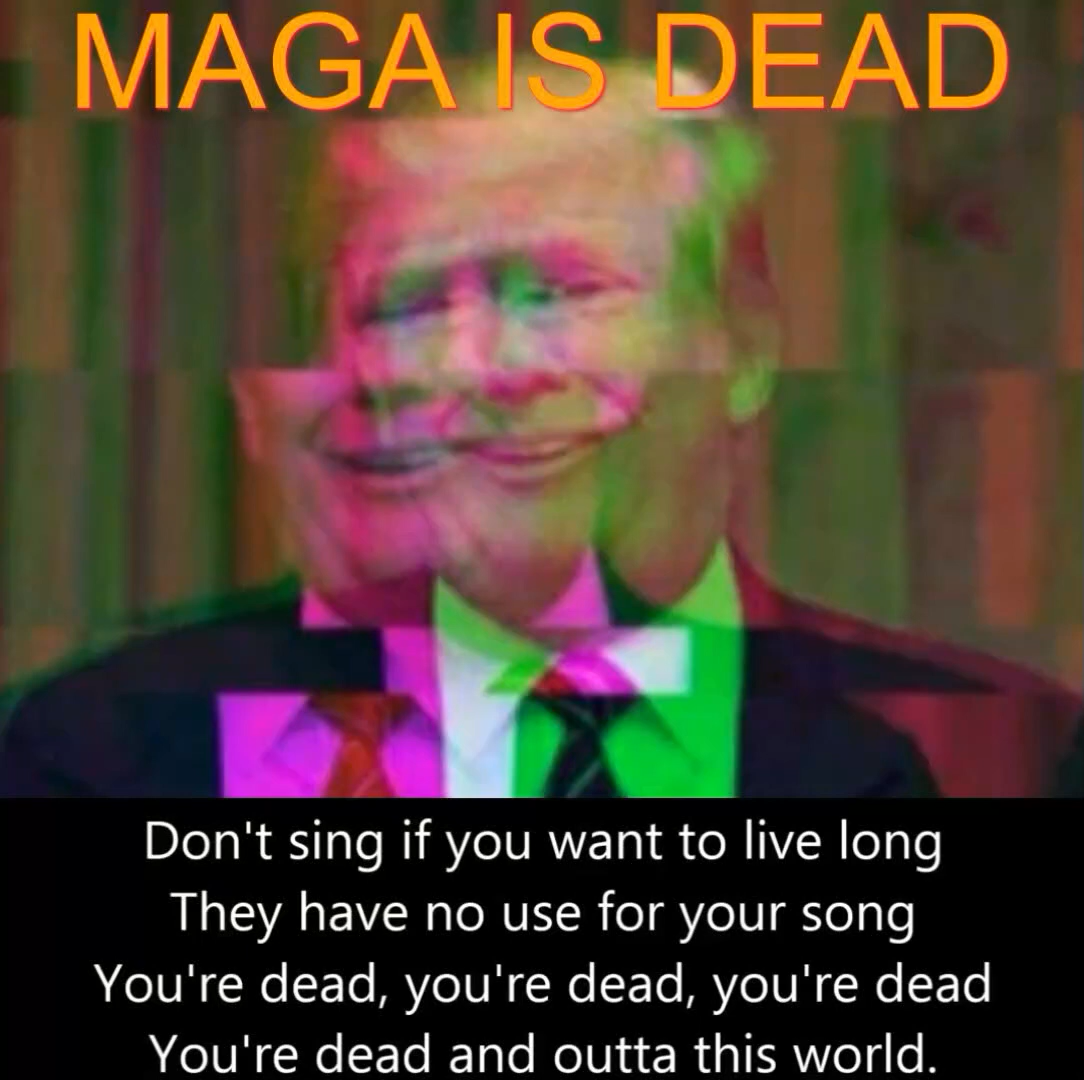 MAGA IS DEAD
Don't sing if you want to live long
They have no use for your song
You're dead, you're dead, you're dead
You're dead and outta this world.